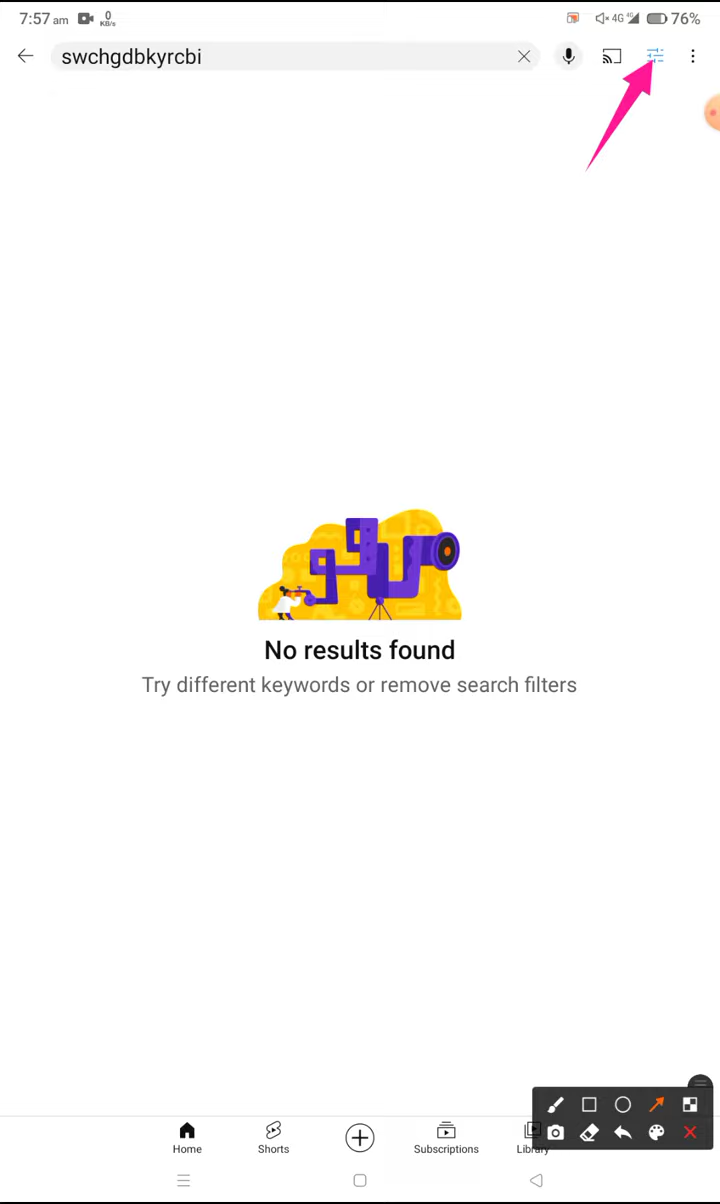 7:57 am 0 KB/s 4G 4G 76%
swchgdbkyrcbi
No results found
Try different keywords or remove search filters
Home Shorts Subscriptions Library